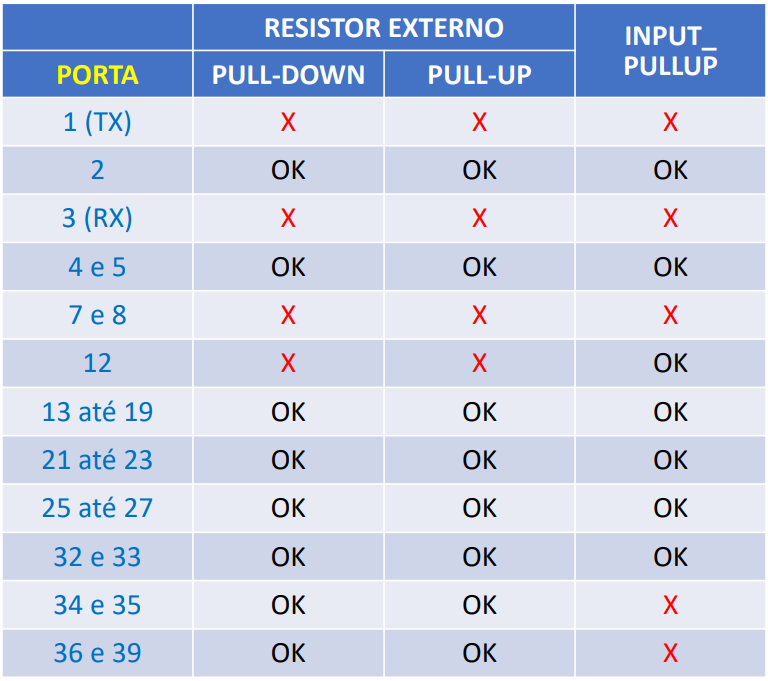 RESISTOR EXTERNO
INPUT_
PULLUP
PORTA PULL-DOWN PULL-UP
1 (TX) X X X
2 OK OK OK
3 (RX) X X X
4 e 5 OK OK OK
7 e 8 X X X
12 X X OK
13 até 19 OK OK OK
21 até 23 OK OK OK
25 até 27 OK OK OK
32 e 33 OK OK OK
34 e 35 OK OK X
36 e 39 OK OK X